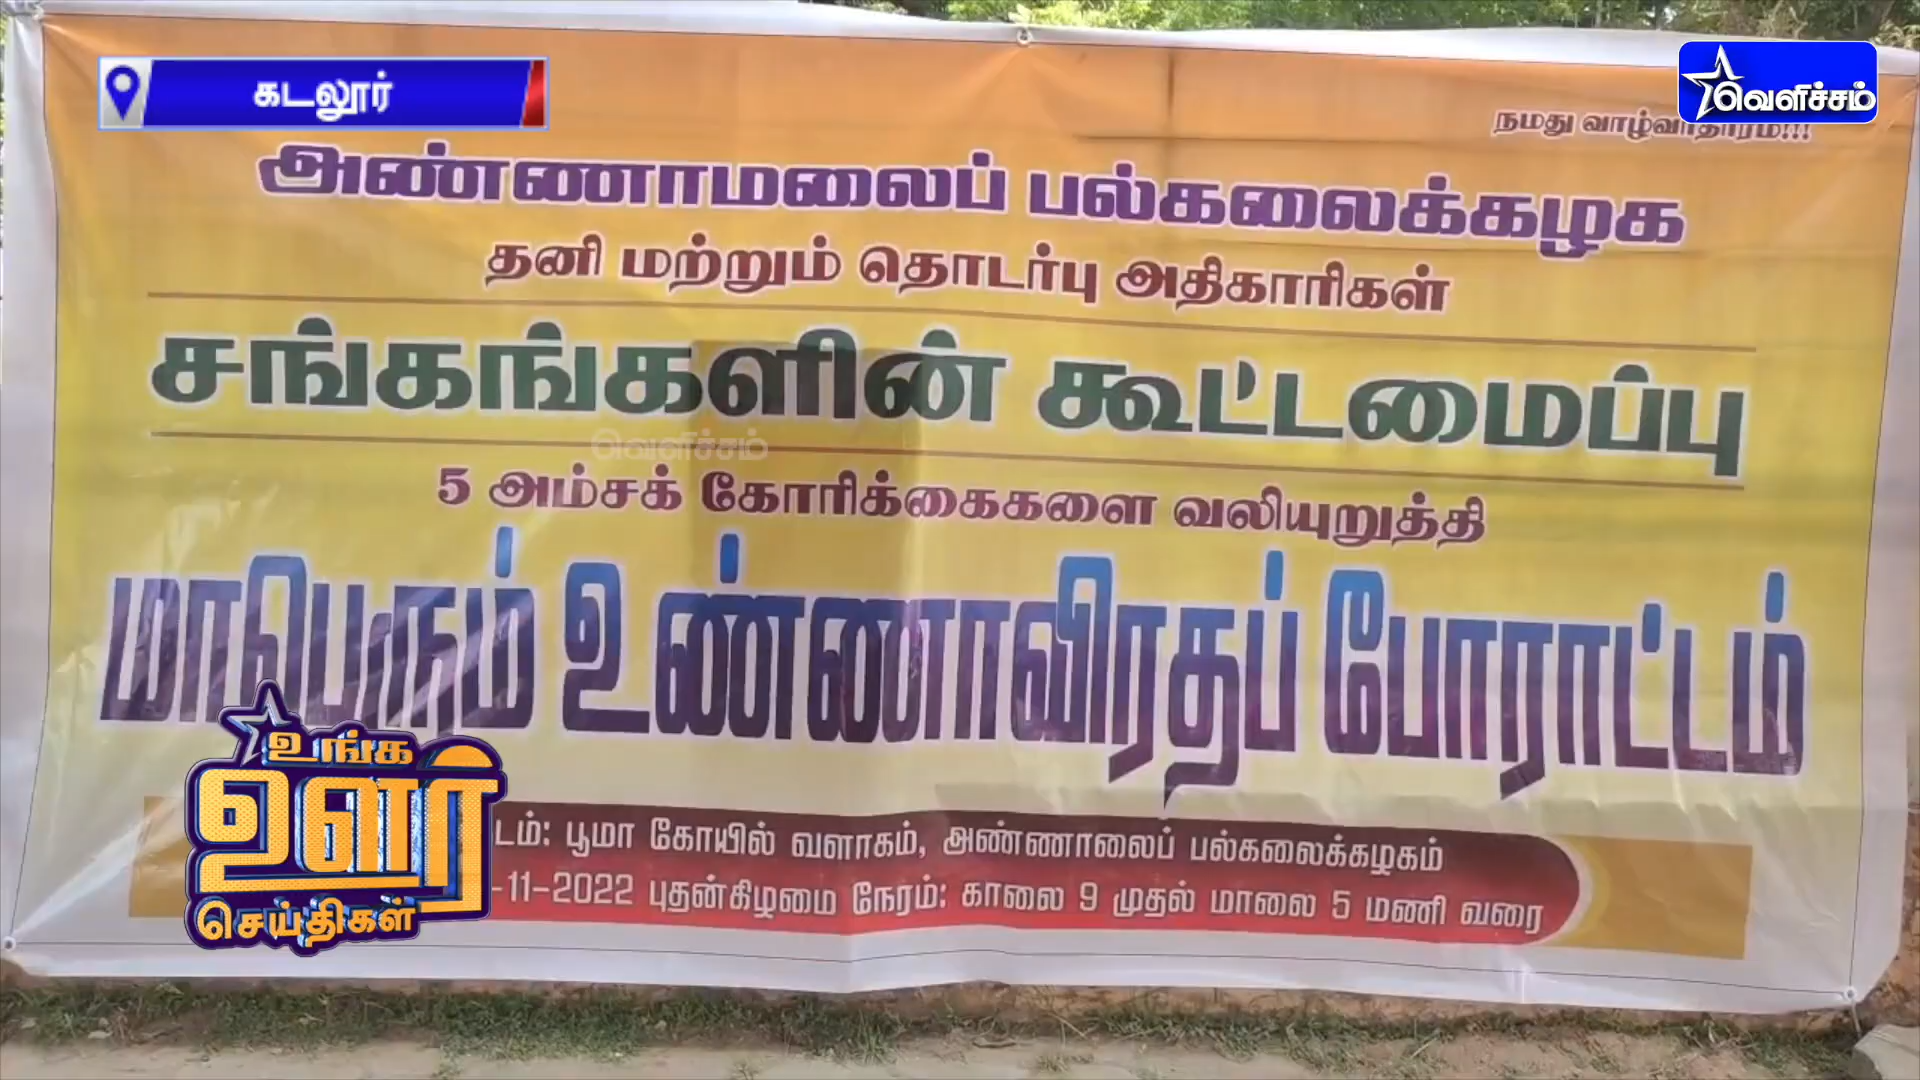 கடலூர்
வெளிச்சம்
நமது வாழ்வாதாரம்!!!
அண்ணாமலைப் பல்கலைக்கழக
தனி மற்றும் தொடர்பு அதிகாரிகள்
சங்கங்களின் கூட்டமைப்பு
வெளிச்சம்
5 அம்சக் கோரிக்கைகளை வலியுறுத்தி
மாபெரும் உண்ணாவிரதப் போராட்டம்
உங்க
ஊர்
செய்திகள்
டம்: பூமா கோயில் வளாகம், அண்ணாலைப் பல்கலைக்கழகம்
-11-2022 புதன்கிழமை நேரம்: காலை 9 முதல் மாலை 5 மணி வரை